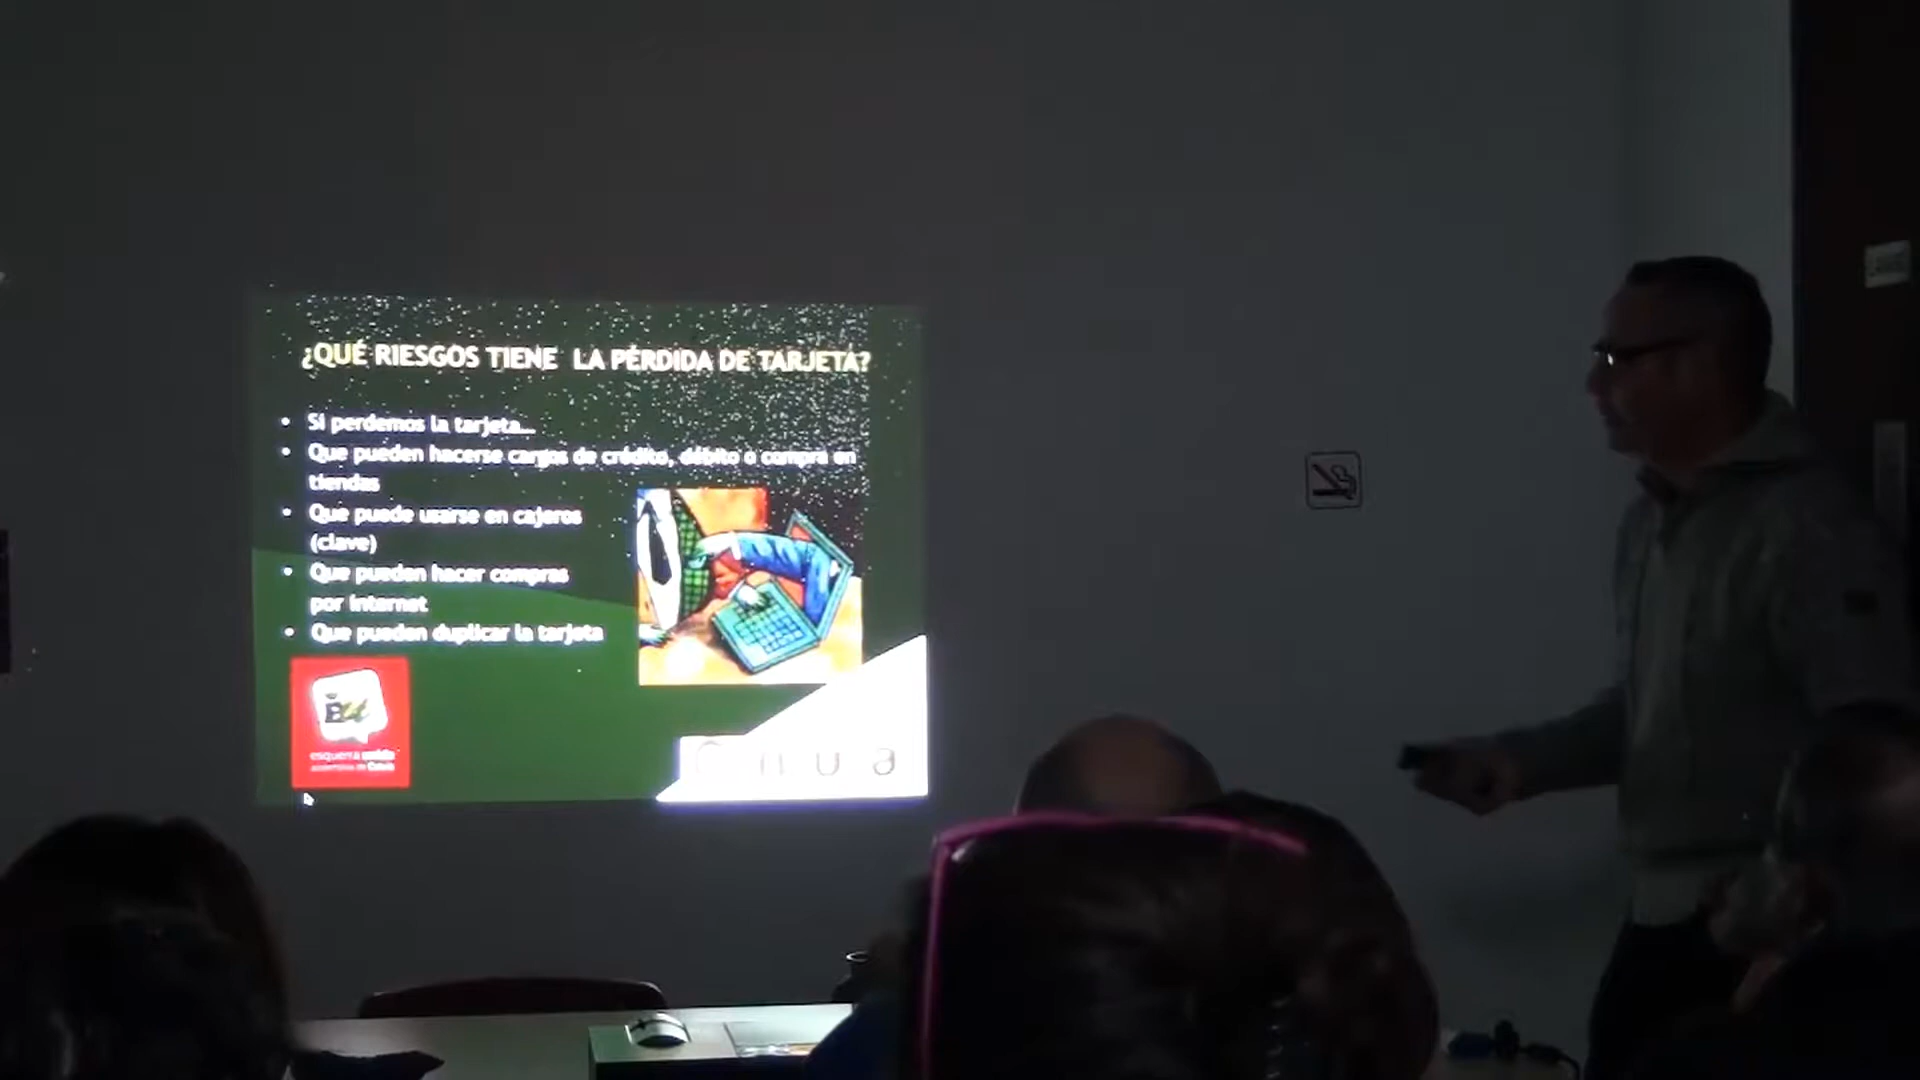 ¿QUÉ RIESGOS TIENE LA PÉRDIDA DE TARJETA?
• Si perdemos la tarjeta...
• Que pueden hacerse cargos de crédito, débito o compra en
tiendas
• Que puede usarse en cajeros
(clave)
• Que pueden hacer compras
por internet
• Que pueden duplicar la tarjeta
eu
esquerra unida
n u a